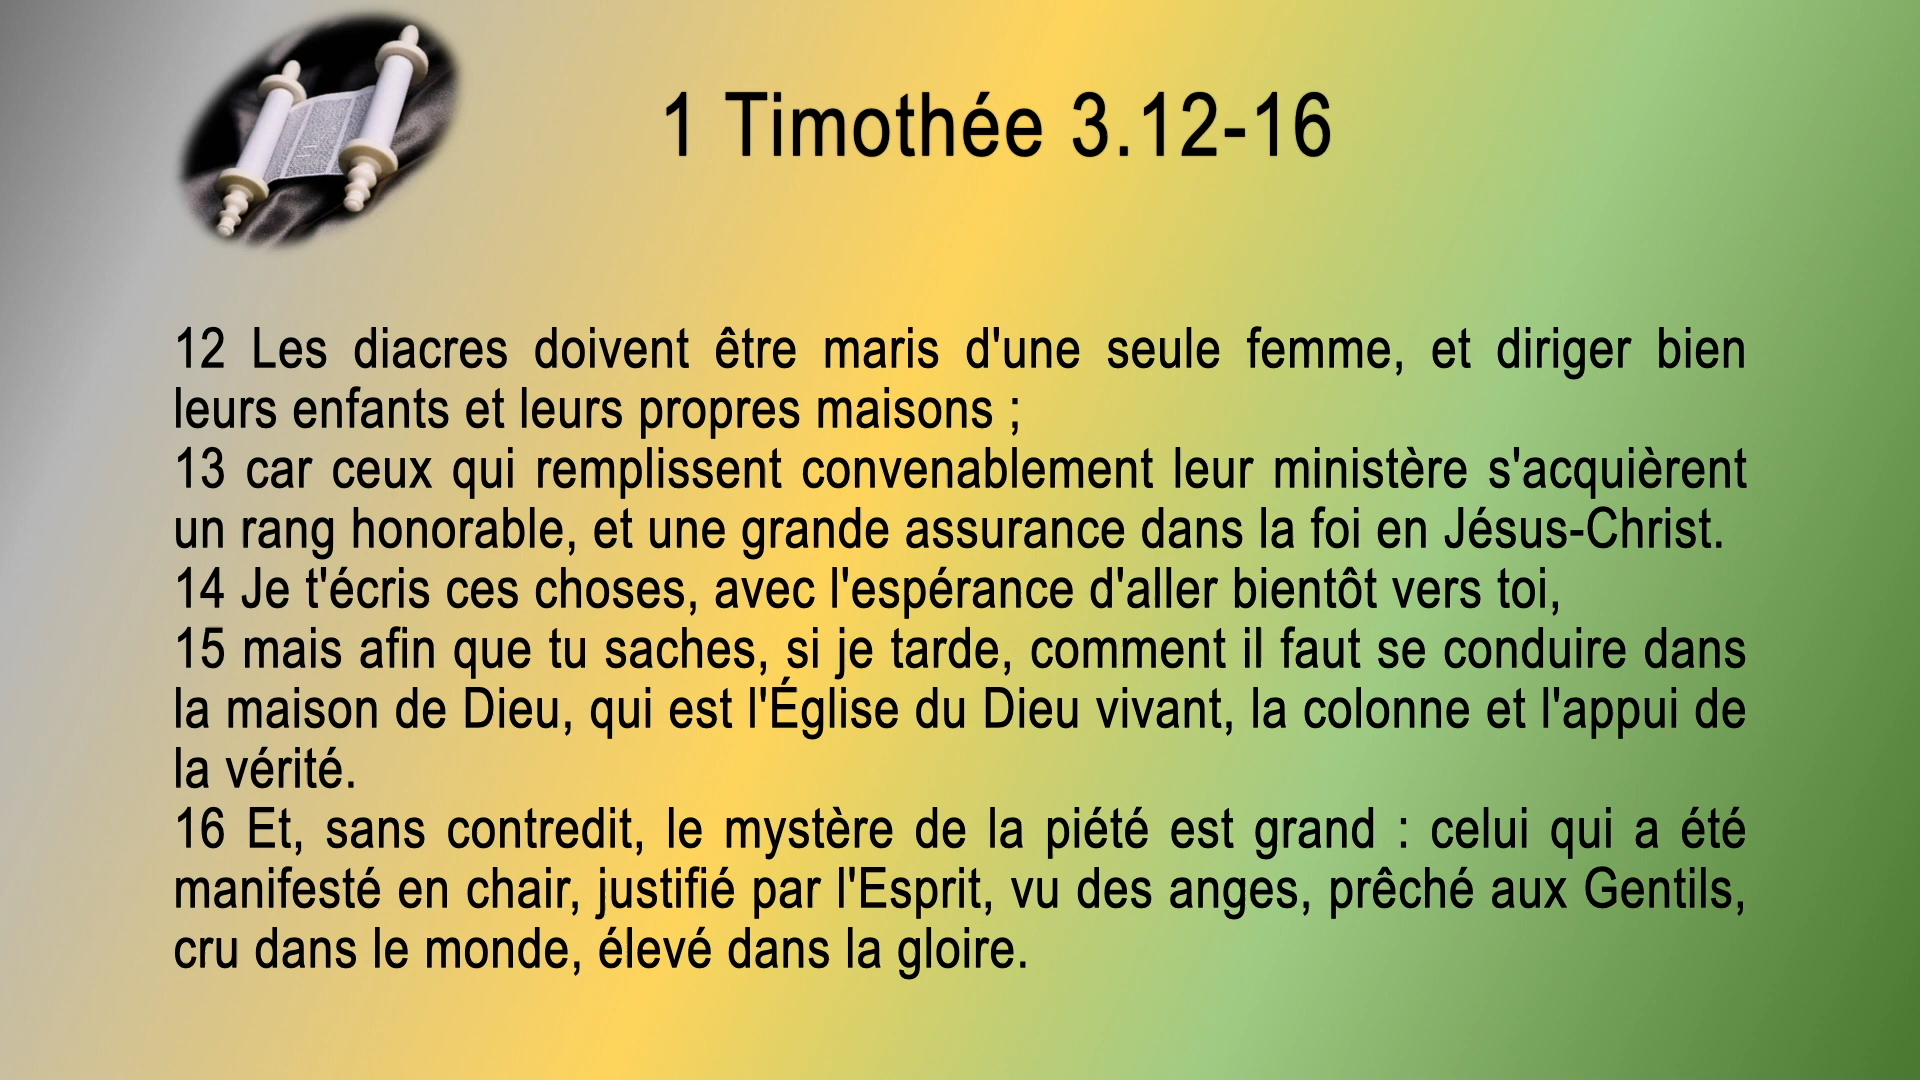 1 Timothée 3.12-16
12 Les diacres doivent être maris d'une seule femme, et diriger bien
leurs enfants et leurs propres maisons ;
13 car ceux qui remplissent convenablement leur ministère s'acquièrent
un rang honorable, et une grande assurance dans la foi en Jésus-Christ.
14 Je t'écris ces choses, avec l'espérance d'aller bientôt vers toi,
15 mais afin que tu saches, si je tarde, comment il faut se conduire dans
la maison de Dieu, qui est l'Église du Dieu vivant, la colonne et l'appui de
la vérité.
16 Et, sans contredit, le mystère de la piété est grand : celui qui a été
manifesté en chair, justifié par l'Esprit, vu des anges, prêché aux Gentils,
cru dans le monde, élevé dans la gloire.